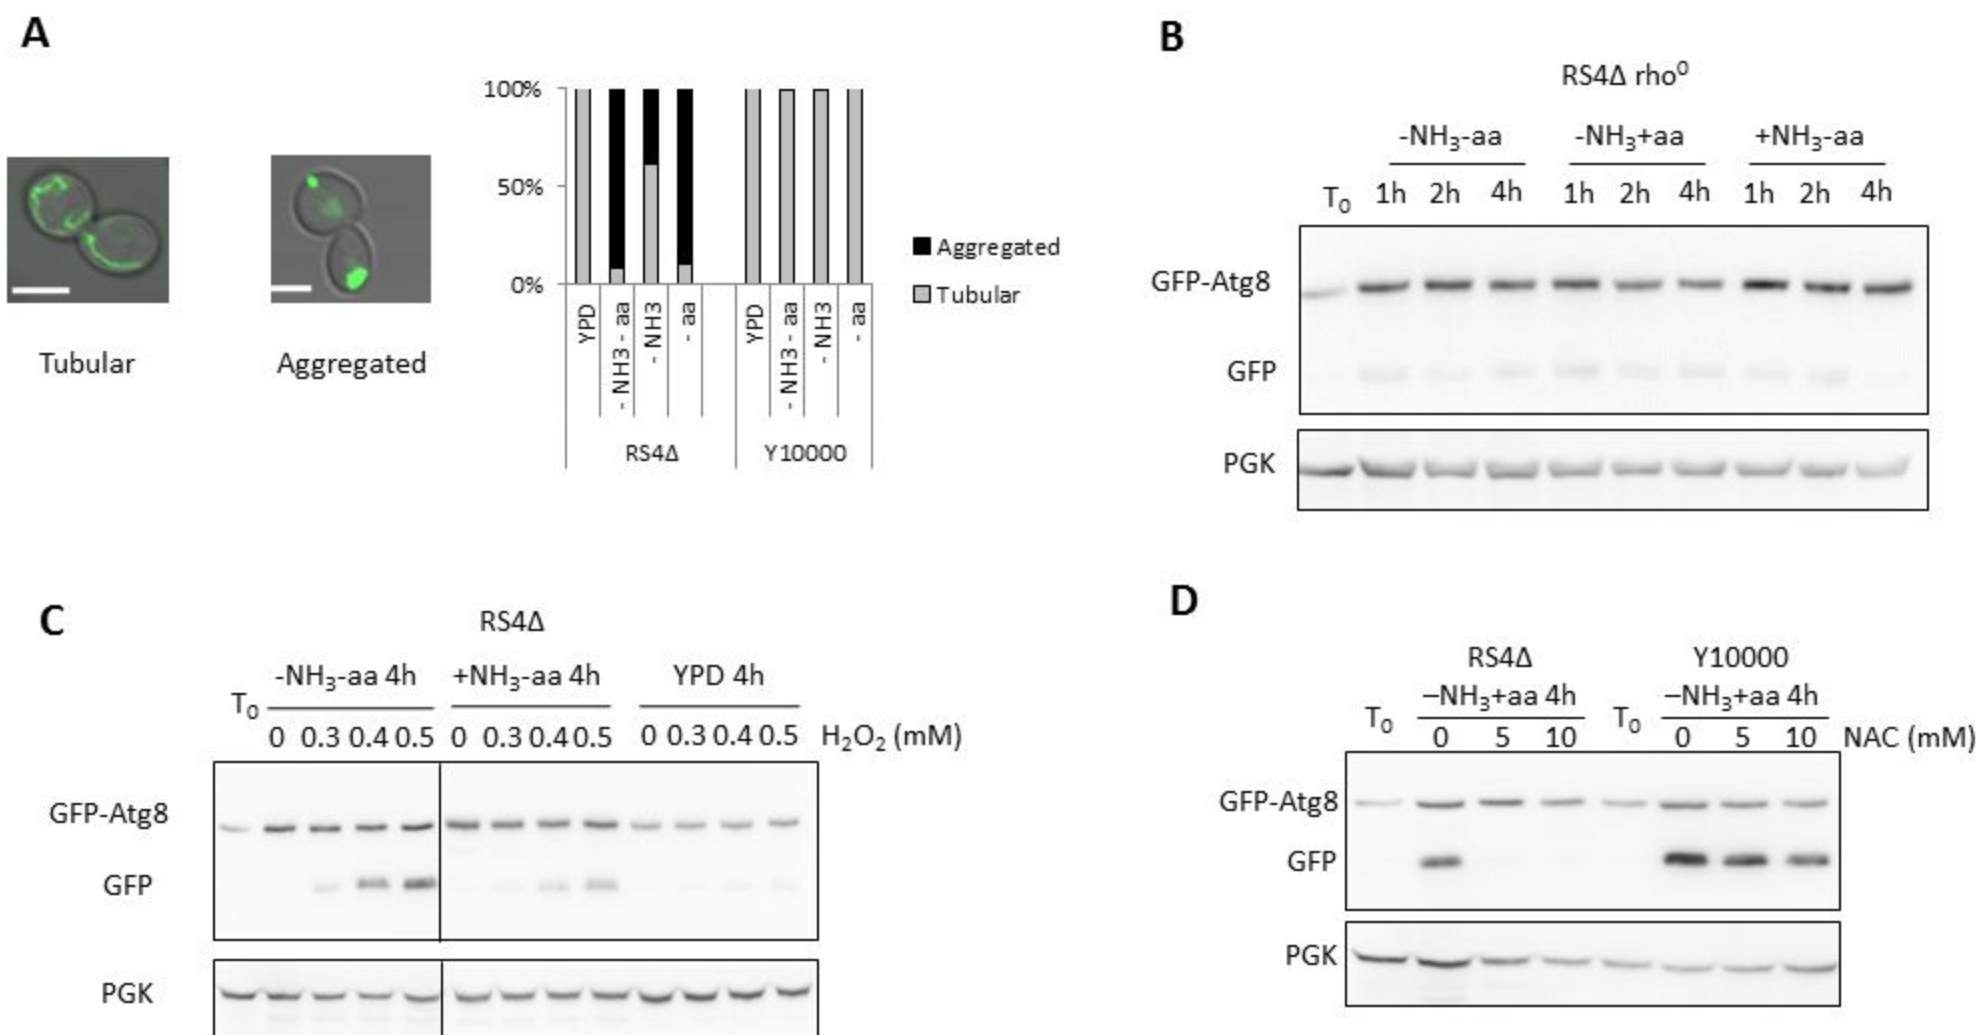 A
Tubular
Aggregated
100%
50%
0%
YPD
- NH3 - aa
- NH3
- aa
YPD
- NH3 - aa
- NH3
- aa
RS4Δ
Y10000
Aggregated
Tubular
B
RS4Δ rho⁰
-NH₃-aa -NH₃+aa +NH₃-aa
T₀ 1h 2h 4h 1h 2h 4h 1h 2h 4h
GFP-Atg8
GFP
PGK
C
RS4Δ
-NH₃-aa 4h +NH₃-aa 4h YPD 4h
T₀
0 0.3 0.4 0.5 0 0.3 0.4 0.5 0 0.3 0.4 0.5 H₂O₂ (mM)
GFP-Atg8
GFP
PGK
D
RS4Δ Y10000
–NH₃+aa 4h –NH₃+aa 4h
T₀ T₀
0 5 10 0 5 10 NAC (mM)
GFP-Atg8
GFP
PGK